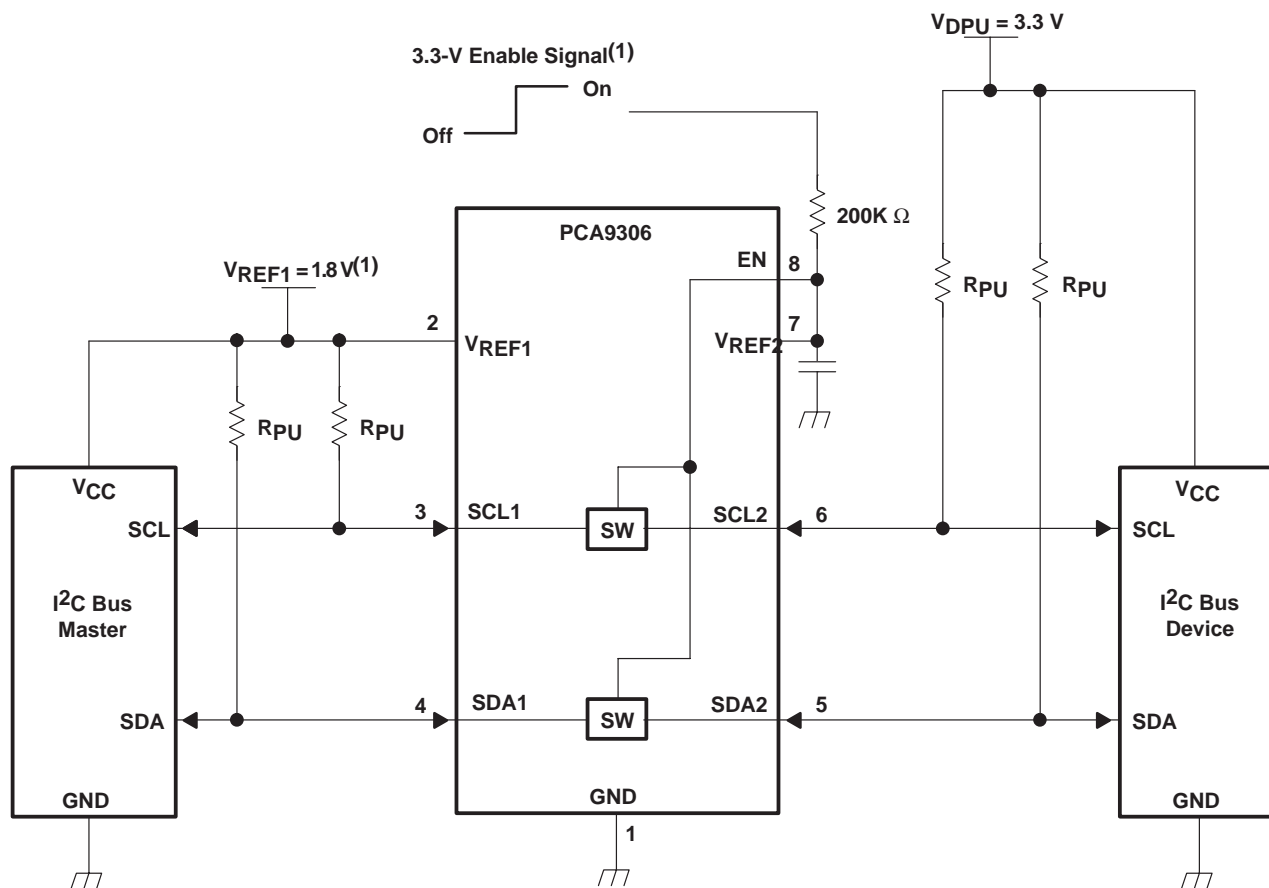 VDPU = 3.3 V
3.3-V Enable Signal(1)
On
Off
200K Ω
PCA9306
EN
8
RPU
RPU
VREF1 = 1.8 V(1)
2
7
VREF1
VREF2
RPU
RPU
VCC
VCC
SCL
3
SCL1
SW
SCL2
6
SCL
I2C Bus
Master
I2C Bus
Device
SDA
4
SDA1
SW
SDA2
5
SDA
GND
GND
GND
1